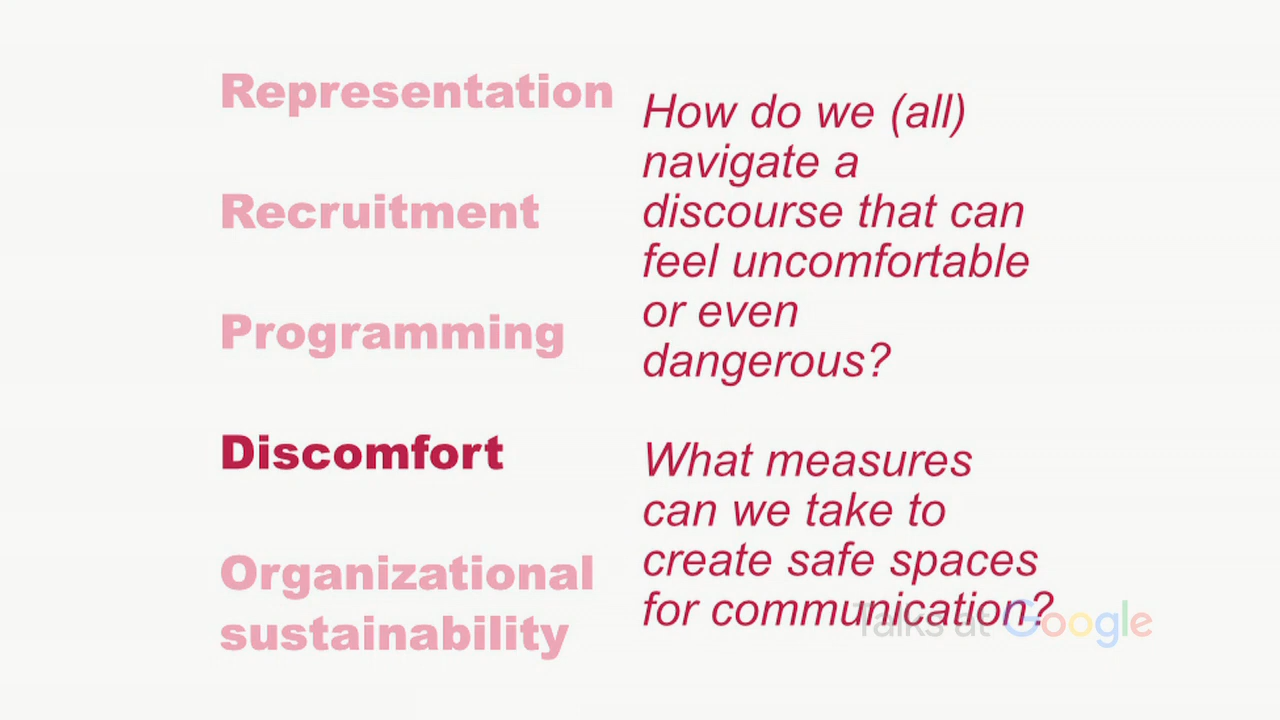 Representation
Recruitment
Programming
Discomfort
Organizational
sustainability
How do we (all)
navigate a
discourse that can
feel uncomfortable
or even
dangerous?
What measures
can we take to
create safe spaces
for communication?
Talks at Google